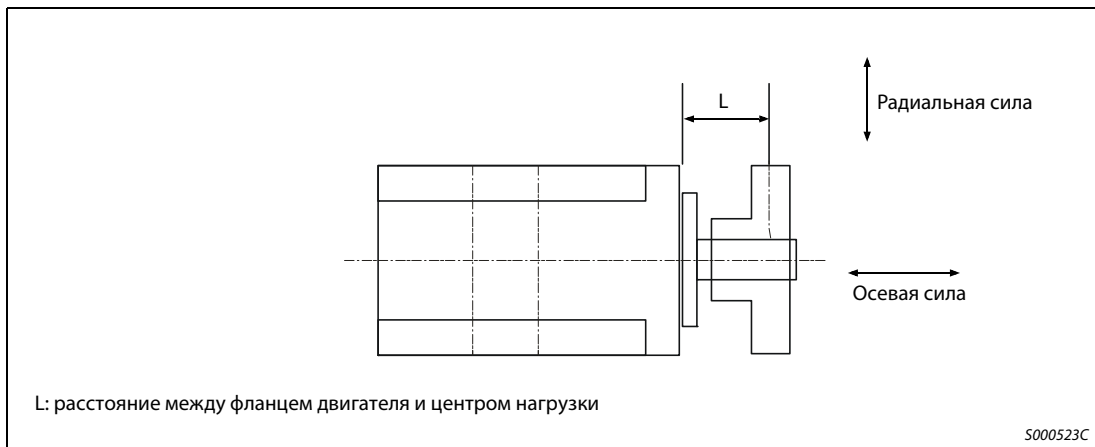 L
Радиальная сила
Осевая сила
L: расстояние между фланцем двигателя и центром нагрузки
S000523C